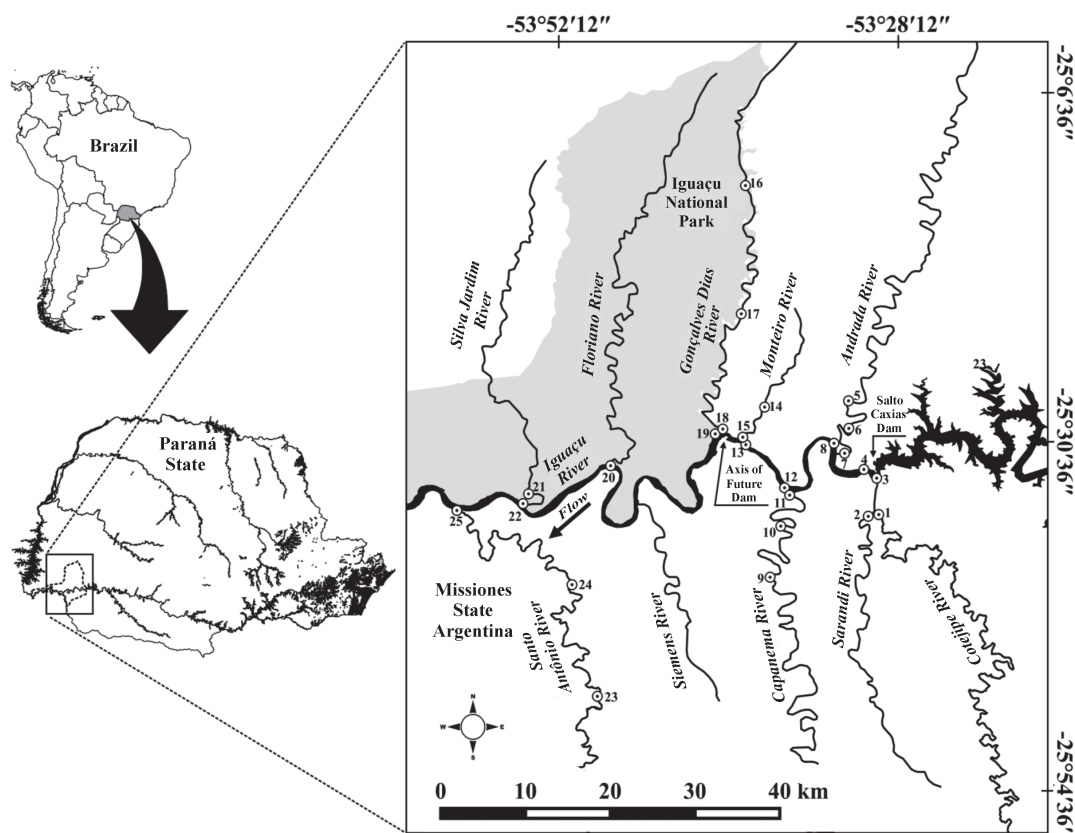 -53°52'12"
-53°28'12"
-25°6'36"
-25°30'36"
-25°54'36"
Brazil
Paraná
State
Iguaçu
National
Park
Silva Jardim
River
Floriano River
Gonçalves Dias
River
Monteiro River
Andrada River
Salto
Caxias
Dam
Iguaçu
River
Flow
Axis of
Future
Dam
Missiones
State
Argentina
Santo
Antônio River
Siemens River
Capanema River
Sarandi River
Cotejipe River
16
17
14
15
13
18
19
5
6
7
8
4
3
23
12
11
10
9
2
1
20
21
22
25
24
23
N
W
E
S
0
10
20
30
40 km